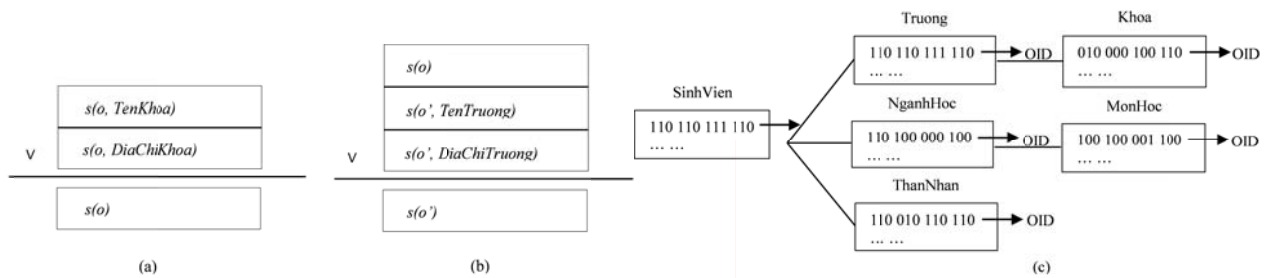 s(o, TenKhoa)
s(o, DiaChiKhoa)
V
s(o)
(a)
s(o)
s(o', TenTruong)
s(o', DiaChiTruong)
V
s(o')
(b)
SinhVien
110 110 111 110
... ...
Truong
110 110 111 110
... ...
OID
Khoa
010 000 100 110
... ...
OID
NganhHoc
110 100 000 100
... ...
OID
MonHoc
100 100 001 100
... ...
OID
ThanNhan
110 010 110 110
... ...
OID
(c)